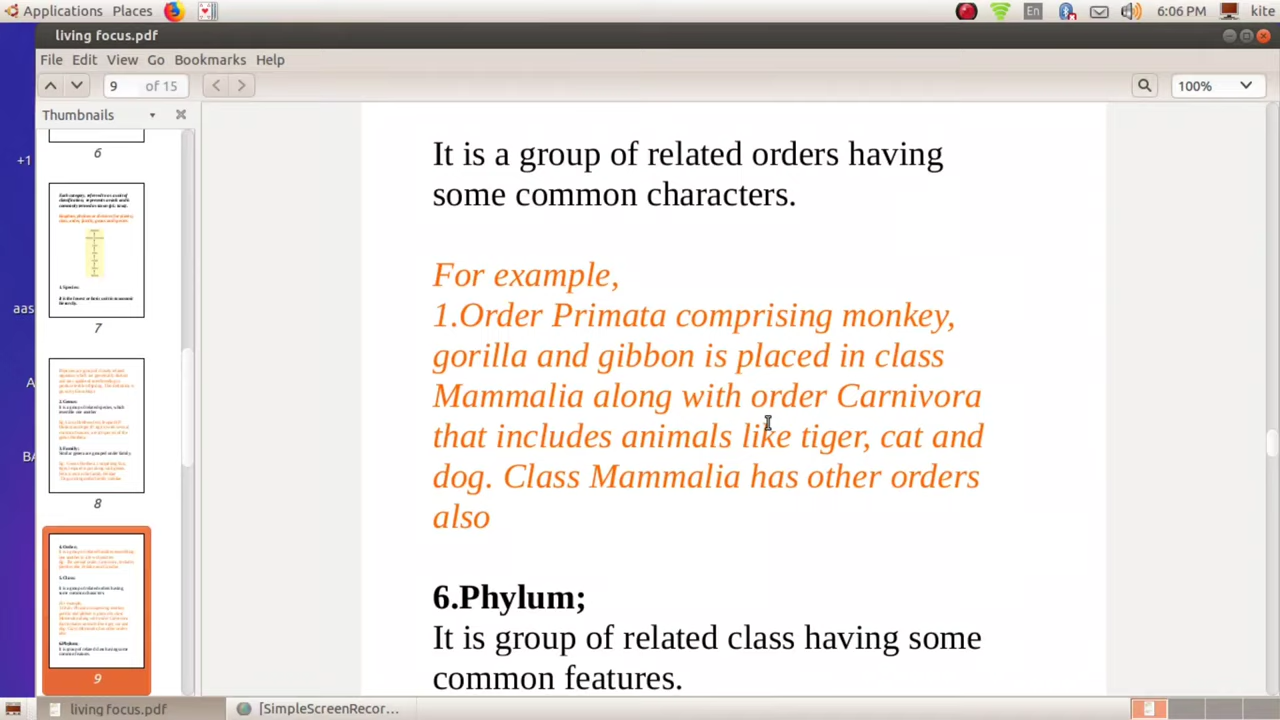 Applications Places En 6:06 PM kite
living focus.pdf
File Edit View Go Bookmarks Help
9 of 15 100%
Thumbnails
6
7
8
9
+1
aas
A
BA
It is a group of related orders having
some common characters.
For example,
1.Order Primata comprising monkey,
gorilla and gibbon is placed in class
Mammalia along with order Carnivora
that includes animals like tiger, cat and
dog. Class Mammalia has other orders
also
6.Phylum;
It is group of related class having some
common features.
living focus.pdf [SimpleScreenRecor...